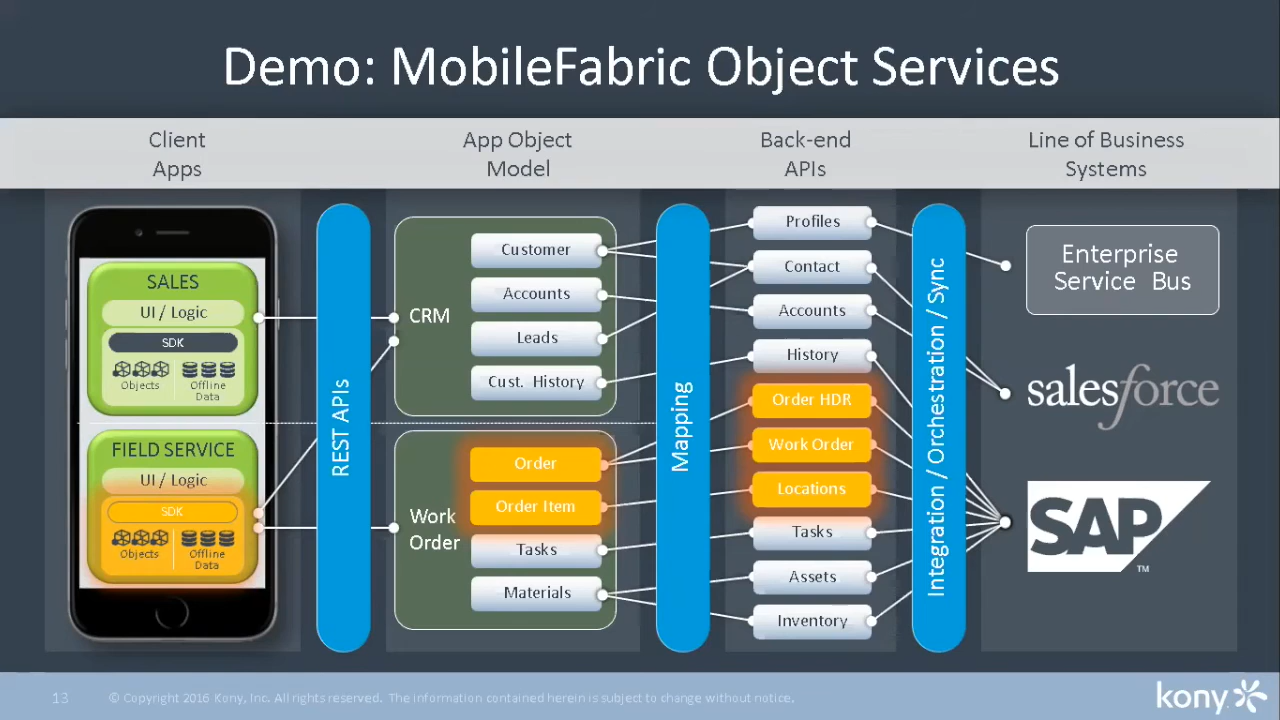 Demo: MobileFabric Object Services
Client
Apps
App Object
Model
Back-end
APIs
Line of Business
Systems
SALES
UI / Logic
SDK
Objects
Offline
Data
FIELD SERVICE
UI / Logic
SDK
Objects
Offline
Data
REST APIs
CRM
Customer
Accounts
Leads
Cust. History
Work
Order
Order
Order Item
Tasks
Materials
Mapping
Profiles
Contact
Accounts
History
Order HDR
Work Order
Locations
Tasks
Assets
Inventory
Integration / Orchestration / Sync
Enterprise
Service Bus
salesforce
SAP
TM
13
© Copyright 2016 Kony, Inc. All rights reserved. The information contained herein is subject to change without notice.
kony